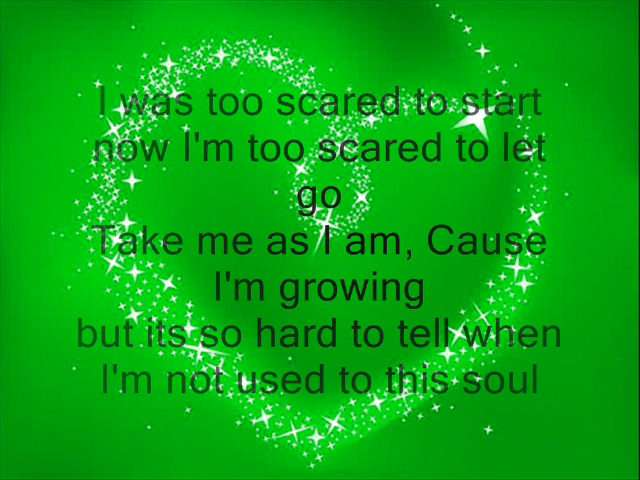 I was too scared to start
now I'm too scared to let
go
Take me as I am, Cause
I'm growing
but its so hard to tell when
I'm not used to this soul